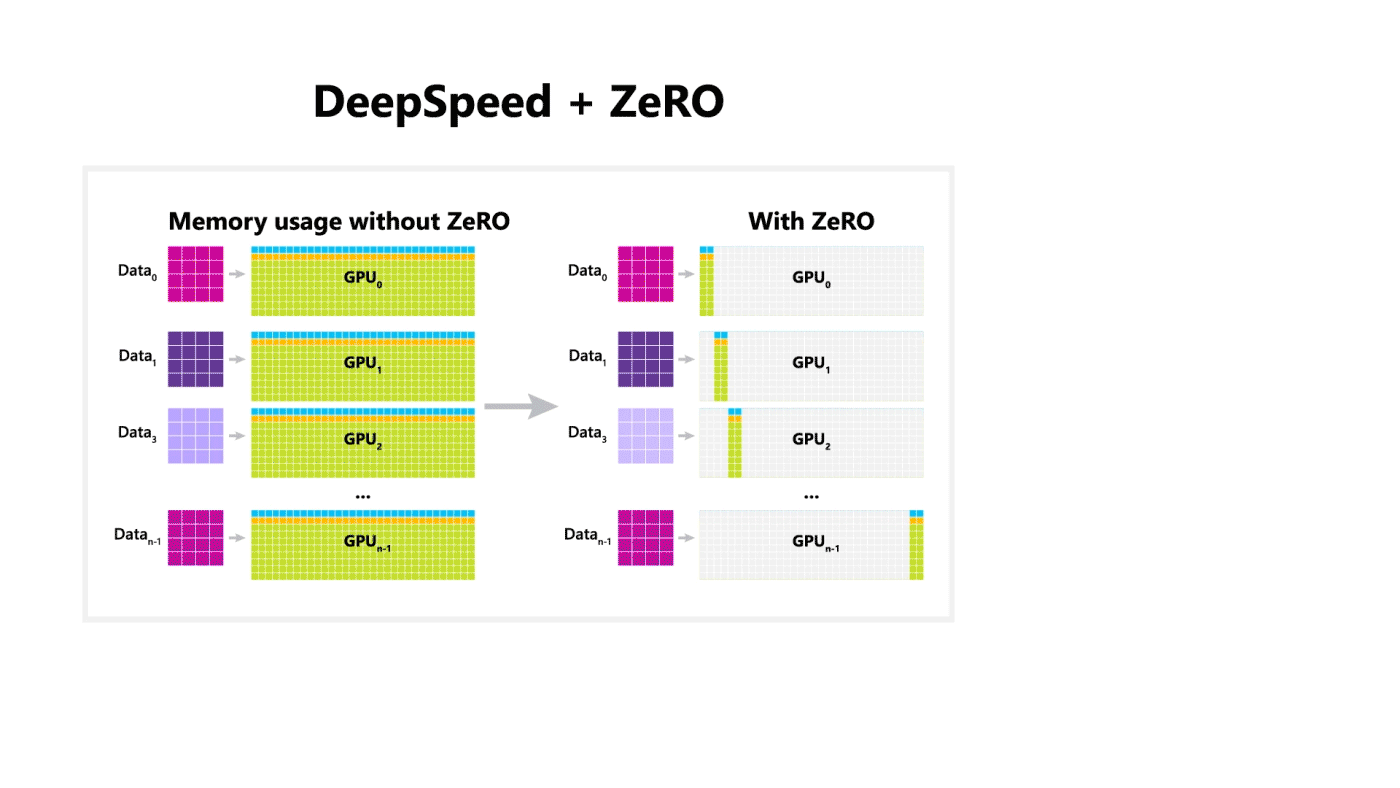 DeepSpeed + ZeRO
Memory usage without ZeRO
Data0
GPU0
Data1
GPU1
Data3
GPU2
...
Datan-1
GPUn-1
With ZeRO
Data0
GPU0
Data1
GPU1
Data3
GPU2
...
Datan-1
GPUn-1